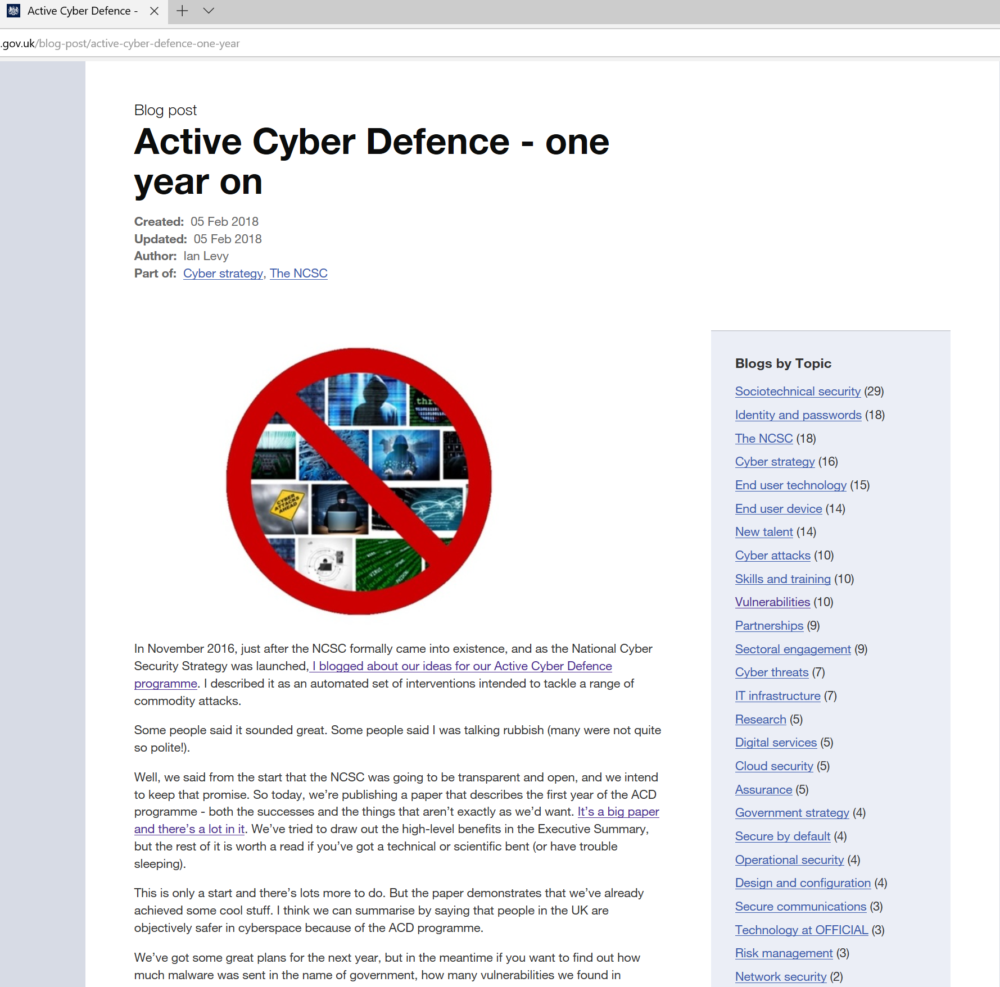 Active Cyber Defence -
.gov.uk/blog-post/active-cyber-defence-one-year
Blog post
Active Cyber Defence - one
year on
Created: 05 Feb 2018
Updated: 05 Feb 2018
Author: Ian Levy
Part of: Cyber strategy, The NCSC
thr
CYBER
ATTACKS
AHEAD
VIRUS
In November 2016, just after the NCSC formally came into existence, and as the National Cyber
Security Strategy was launched, I blogged about our ideas for our Active Cyber Defence
programme. I described it as an automated set of interventions intended to tackle a range of
commodity attacks.
Some people said it sounded great. Some people said I was talking rubbish (many were not quite
so polite!).
Well, we said from the start that the NCSC was going to be transparent and open, and we intend
to keep that promise. So today, we’re publishing a paper that describes the first year of the ACD
programme - both the successes and the things that aren’t exactly as we’d want. It’s a big paper
and there’s a lot in it. We’ve tried to draw out the high-level benefits in the Executive Summary,
but the rest of it is worth a read if you’ve got a technical or scientific bent (or have trouble
sleeping).
This is only a start and there’s lots more to do. But the paper demonstrates that we’ve already
achieved some cool stuff. I think we can summarise by saying that people in the UK are
objectively safer in cyberspace because of the ACD programme.
We’ve got some great plans for the next year, but in the meantime if you want to find out how
much malware was sent in the name of government, how many vulnerabilities we found in
Blogs by Topic
Sociotechnical security (29)
Identity and passwords (18)
The NCSC (18)
Cyber strategy (16)
End user technology (15)
End user device (14)
New talent (14)
Cyber attacks (10)
Skills and training (10)
Vulnerabilities (10)
Partnerships (9)
Sectoral engagement (9)
Cyber threats (7)
IT infrastructure (7)
Research (5)
Digital services (5)
Cloud security (5)
Assurance (5)
Government strategy (4)
Secure by default (4)
Operational security (4)
Design and configuration (4)
Secure communications (3)
Technology at OFFICIAL (3)
Risk management (3)
Network security (2)